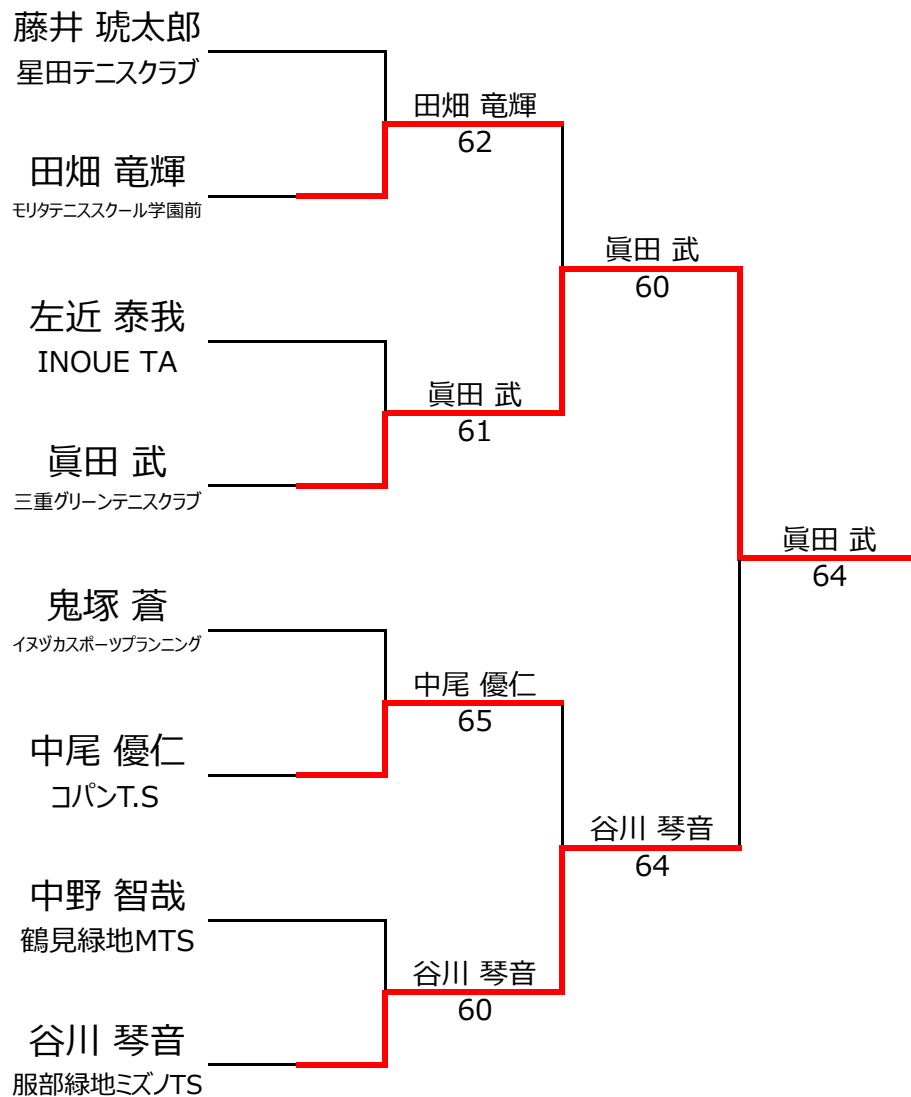 藤井 琥太郎
星田テニスクラブ
田畑 竜輝
62
田畑 竜輝
モリタテニススクール学園前
眞田 武
60
左近 泰我
INOUE TA
眞田 武
61
眞田 武
三重グリーンテニスクラブ
眞田 武
64
鬼塚 蒼
イヌヅカスポーツプランニング
中尾 優仁
65
中尾 優仁
コパンT.S
谷川 琴音
64
中野 智哉
鶴見緑地MTS
谷川 琴音
60
谷川 琴音
服部緑地ミズノTS